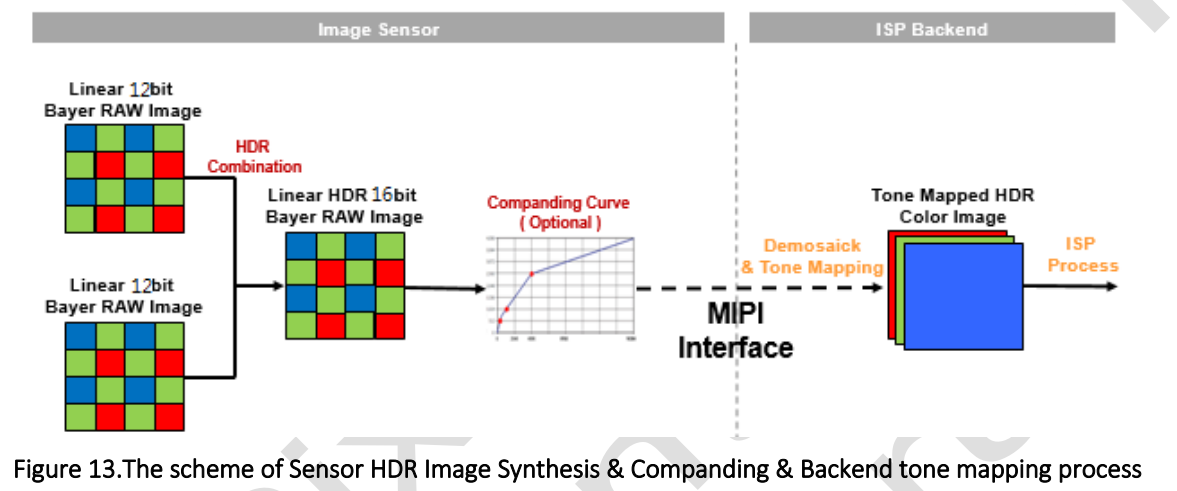 Image Sensor
ISP Backend
Linear 12bit
Bayer RAW Image
HDR
Combination
Linear HDR 16bit
Bayer RAW Image
Companding Curve
( Optional )
Tone Mapped HDR
Color Image
Demosaick
& Tone Mapping
ISP
Process
Linear 12bit
Bayer RAW Image
MIPI
Interface
Figure 13.The scheme of Sensor HDR Image Synthesis & Companding & Backend tone mapping process